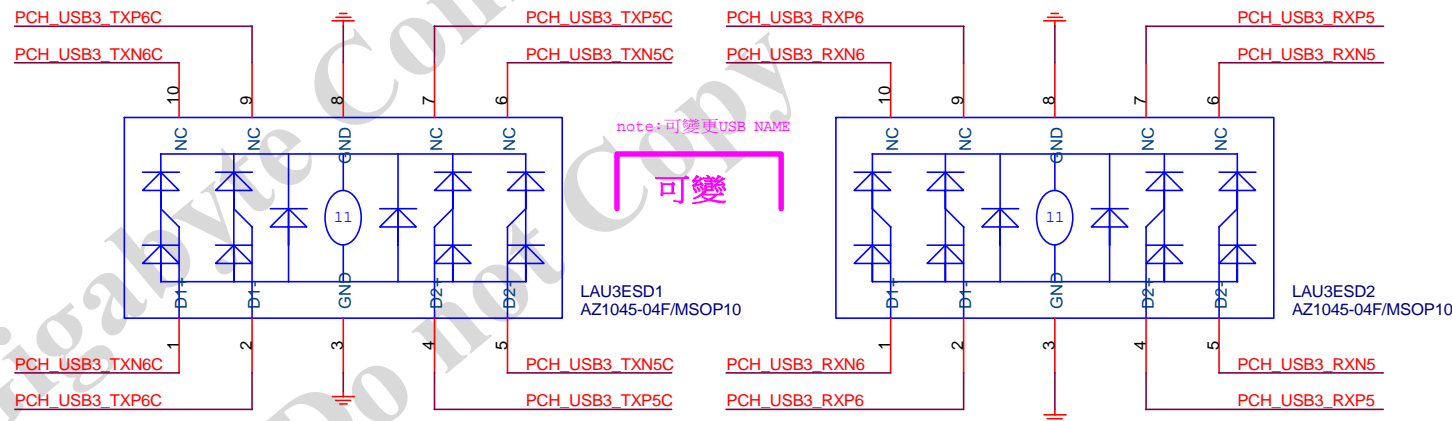 PCH_USB3_TXP6C
PCH_USB3_TXP5C
PCH_USB3_RXP6
PCH_USB3_RXP5
PCH_USB3_TXN6C
PCH_USB3_TXN5C
PCH_USB3_RXN6
PCH_USB3_RXN5
10 9 8 7 6
10 9 8 7 6
NC NC GND NC NC
NC NC GND NC NC
note:可變更USB NAME
可變
11
11
D1+ D1- GND D2+ D2-
D1+ D1- GND D2+ D2-
LAU3ESD1
AZ1045-04F/MSOP10
LAU3ESD2
AZ1045-04F/MSOP10
1 2 3 4 5
1 2 3 4 5
PCH_USB3_TXN6C
PCH_USB3_TXN5C
PCH_USB3_RXN6
PCH_USB3_RXN5
PCH_USB3_TXP6C
PCH_USB3_TXP5C
PCH_USB3_RXP6
PCH_USB3_RXP5
Do not Copy